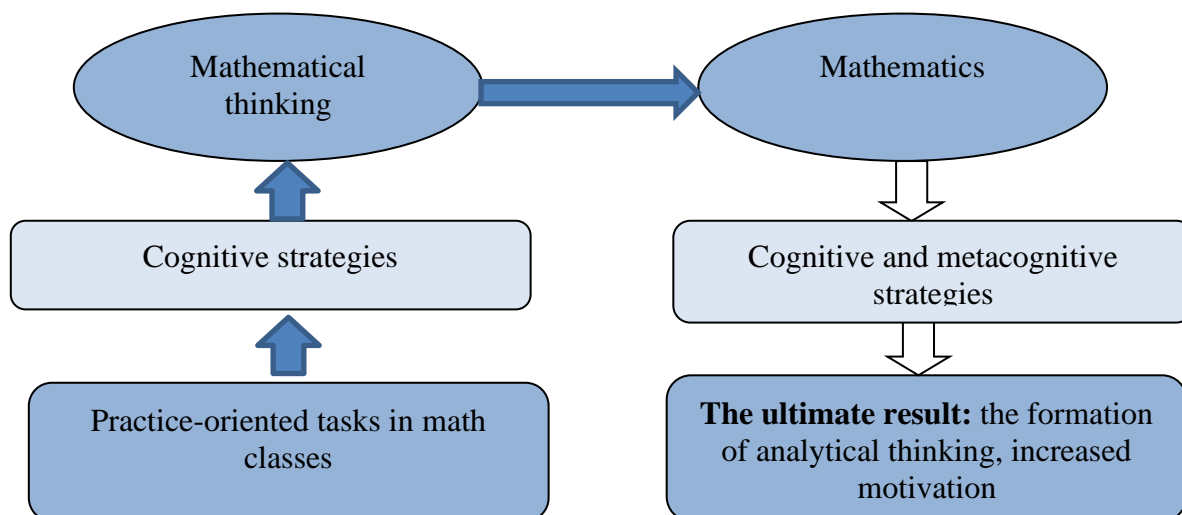 Mathematical
thinking
Mathematics
Cognitive strategies
Cognitive and metacognitive
strategies
Practice-oriented tasks in math
classes
The ultimate result: the formation
of analytical thinking, increased
motivation